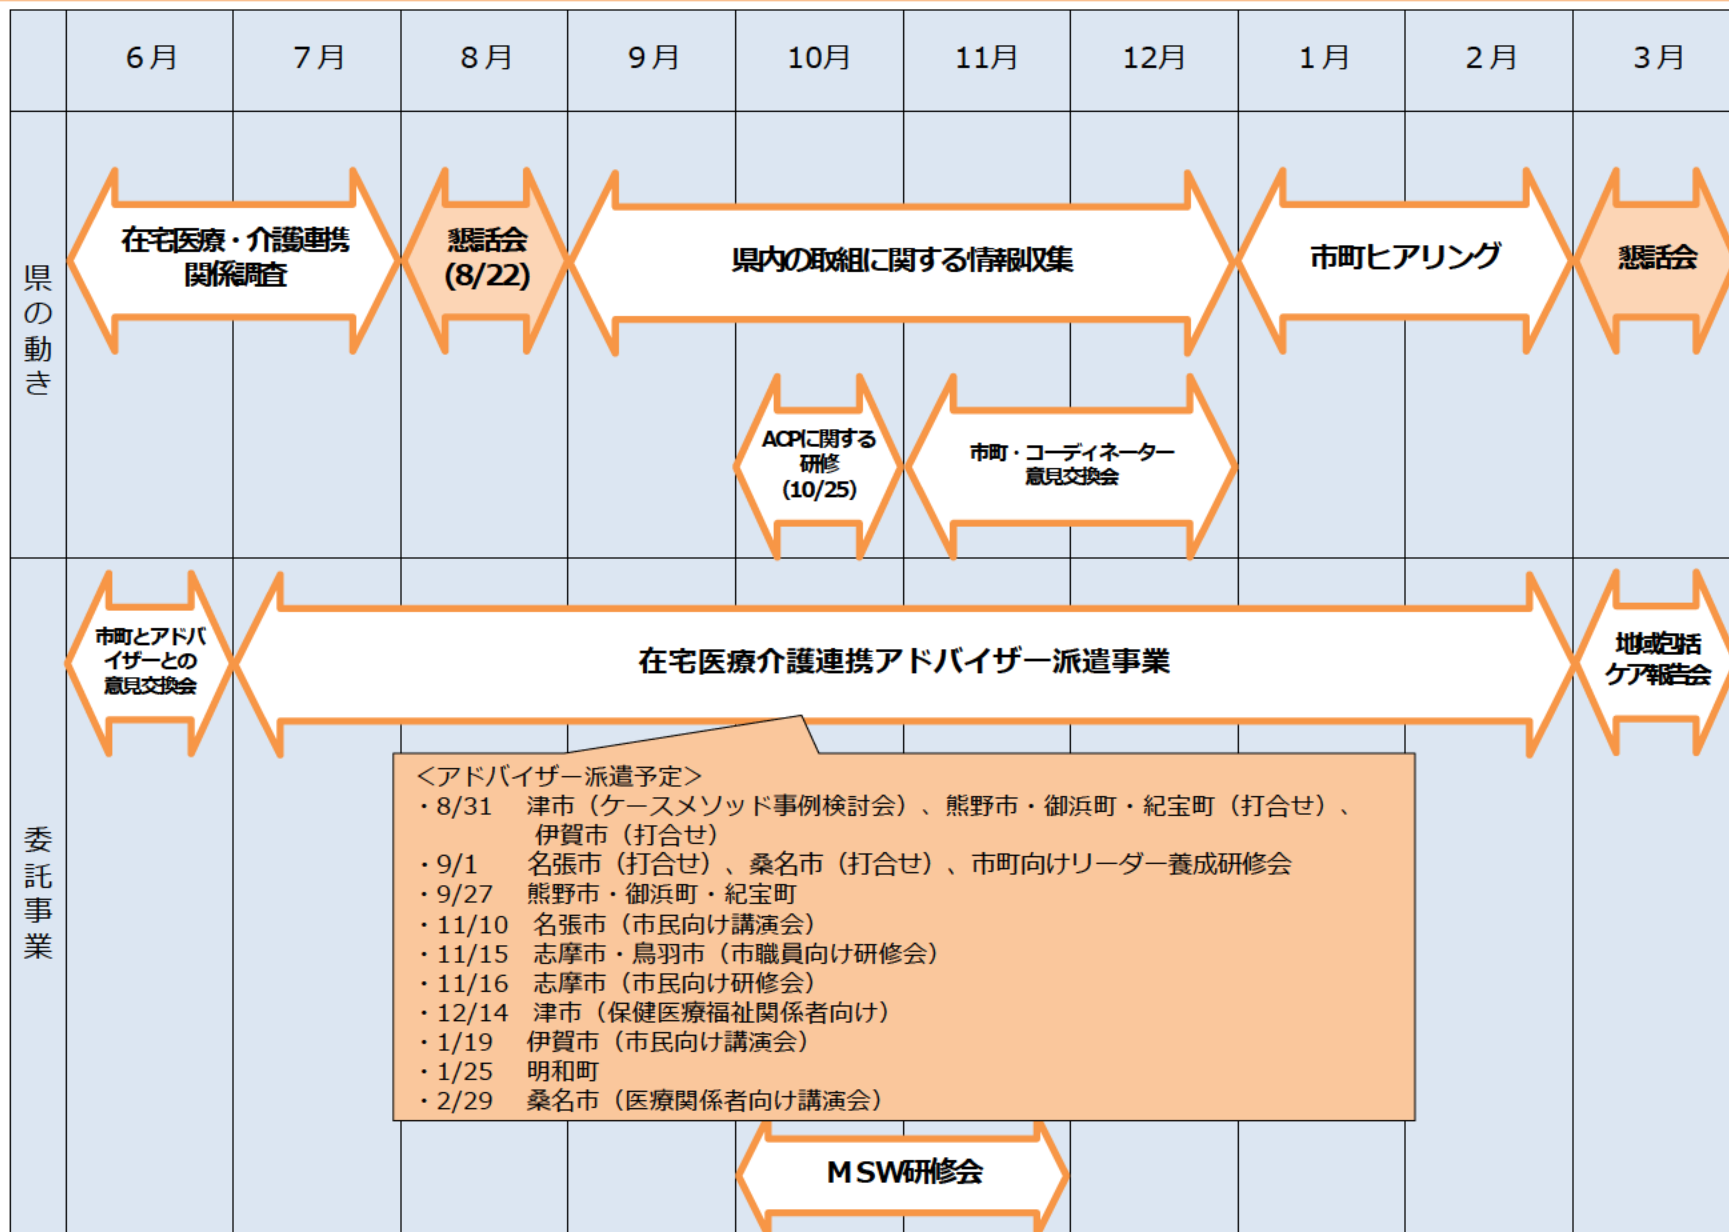 6月 7月 8月 9月 10月 11月 12月 1月 2月 3月
県の動き
在宅医療・介護連携
関係調査
懇話会
(8/22)
県内の取組に関する情報収集
市町ヒアリング
懇話会
ACPに関する
研修
(10/25)
市町・コーディネーター
意見交換会
委託事業
市町とアドバ
イザーとの
意見交換会
在宅医療介護連携アドバイザー派遣事業
地域包括
ケア報告会
＜アドバイザー派遣予定＞
・8/31 津市（ケースメソッド事例検討会）、熊野市・御浜町・紀宝町（打合せ）、
伊賀市（打合せ）
・9/1 名張市（打合せ）、桑名市（打合せ）、市町向けリーダー養成研修会
・9/27 熊野市・御浜町・紀宝町
・11/10 名張市（市民向け講演会）
・11/15 志摩市・鳥羽市（市職員向け研修会）
・11/16 志摩市（市民向け研修会）
・12/14 津市（保健医療福祉関係者向け）
・1/19 伊賀市（市民向け講演会）
・1/25 明和町
・2/29 桑名市（医療関係者向け講演会）
MSW研修会